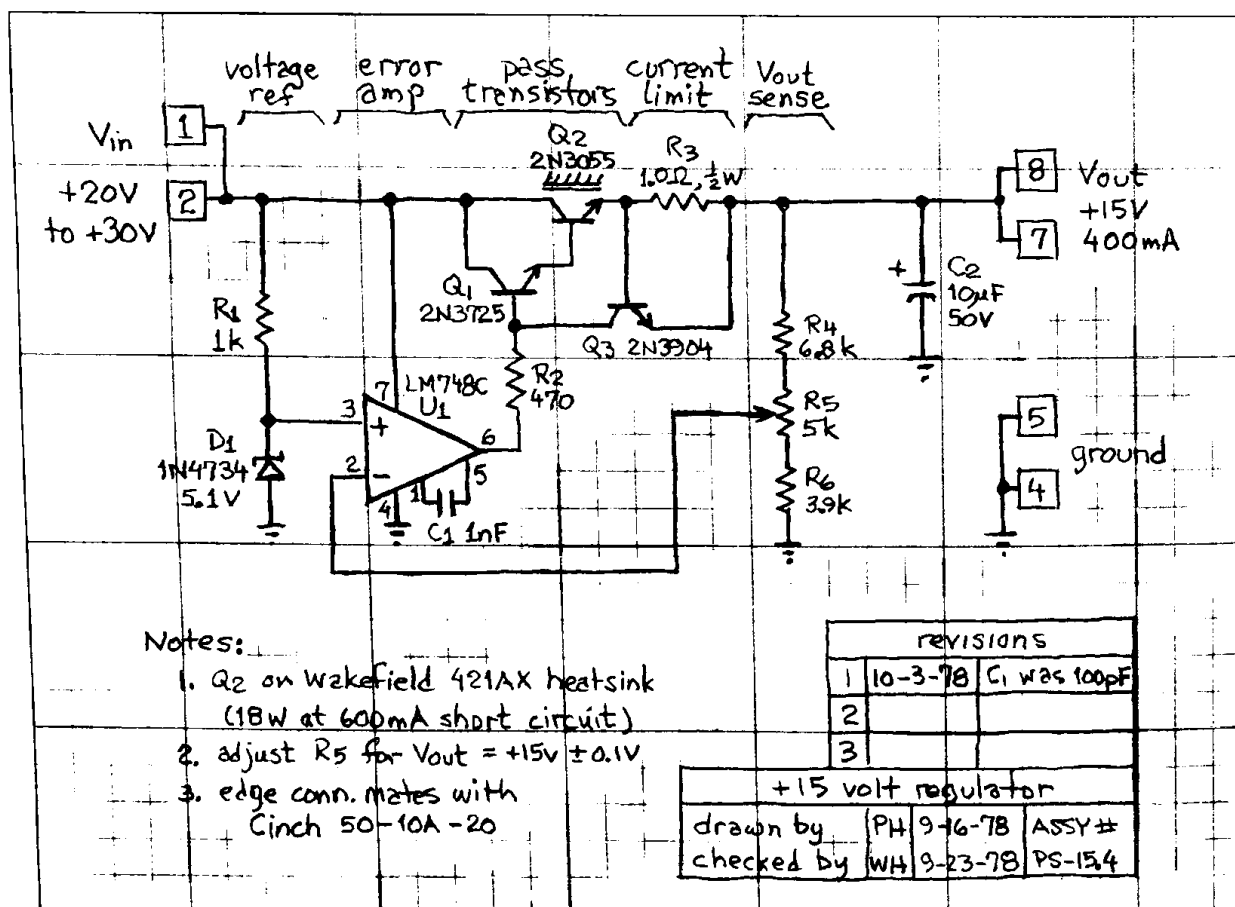 voltage ref
error amp
pass transistors
current limit
Vout sense
Vin
+20V
to +30V
1
2
Q2
2N3055
R3
1.0Ω, ½W
8
7
Vout
+15V
400mA
Q1
2N3725
Q3 2N3904
R1
1k
R2
470
R4
6.8k
R5
5k
R6
3.9k
+
C2
10μF
50V
LM748C
U1
7
3
+
2
−
6
5
1
4
C1 1nF
D1
1N4734
5.1V
5
4
ground
Notes:
1. Q2 on Wakefield 421AX heatsink
(18W at 600mA short circuit)
2. adjust R5 for Vout = +15V ±0.1V
3. edge conn. mates with
Cinch 50-10A-20
revisions
1 10-3-78 C1 was 100pF
2
3
+15 volt regulator
drawn by PH 9-16-78 ASSY#
checked by WH 9-23-78 PS-15.4